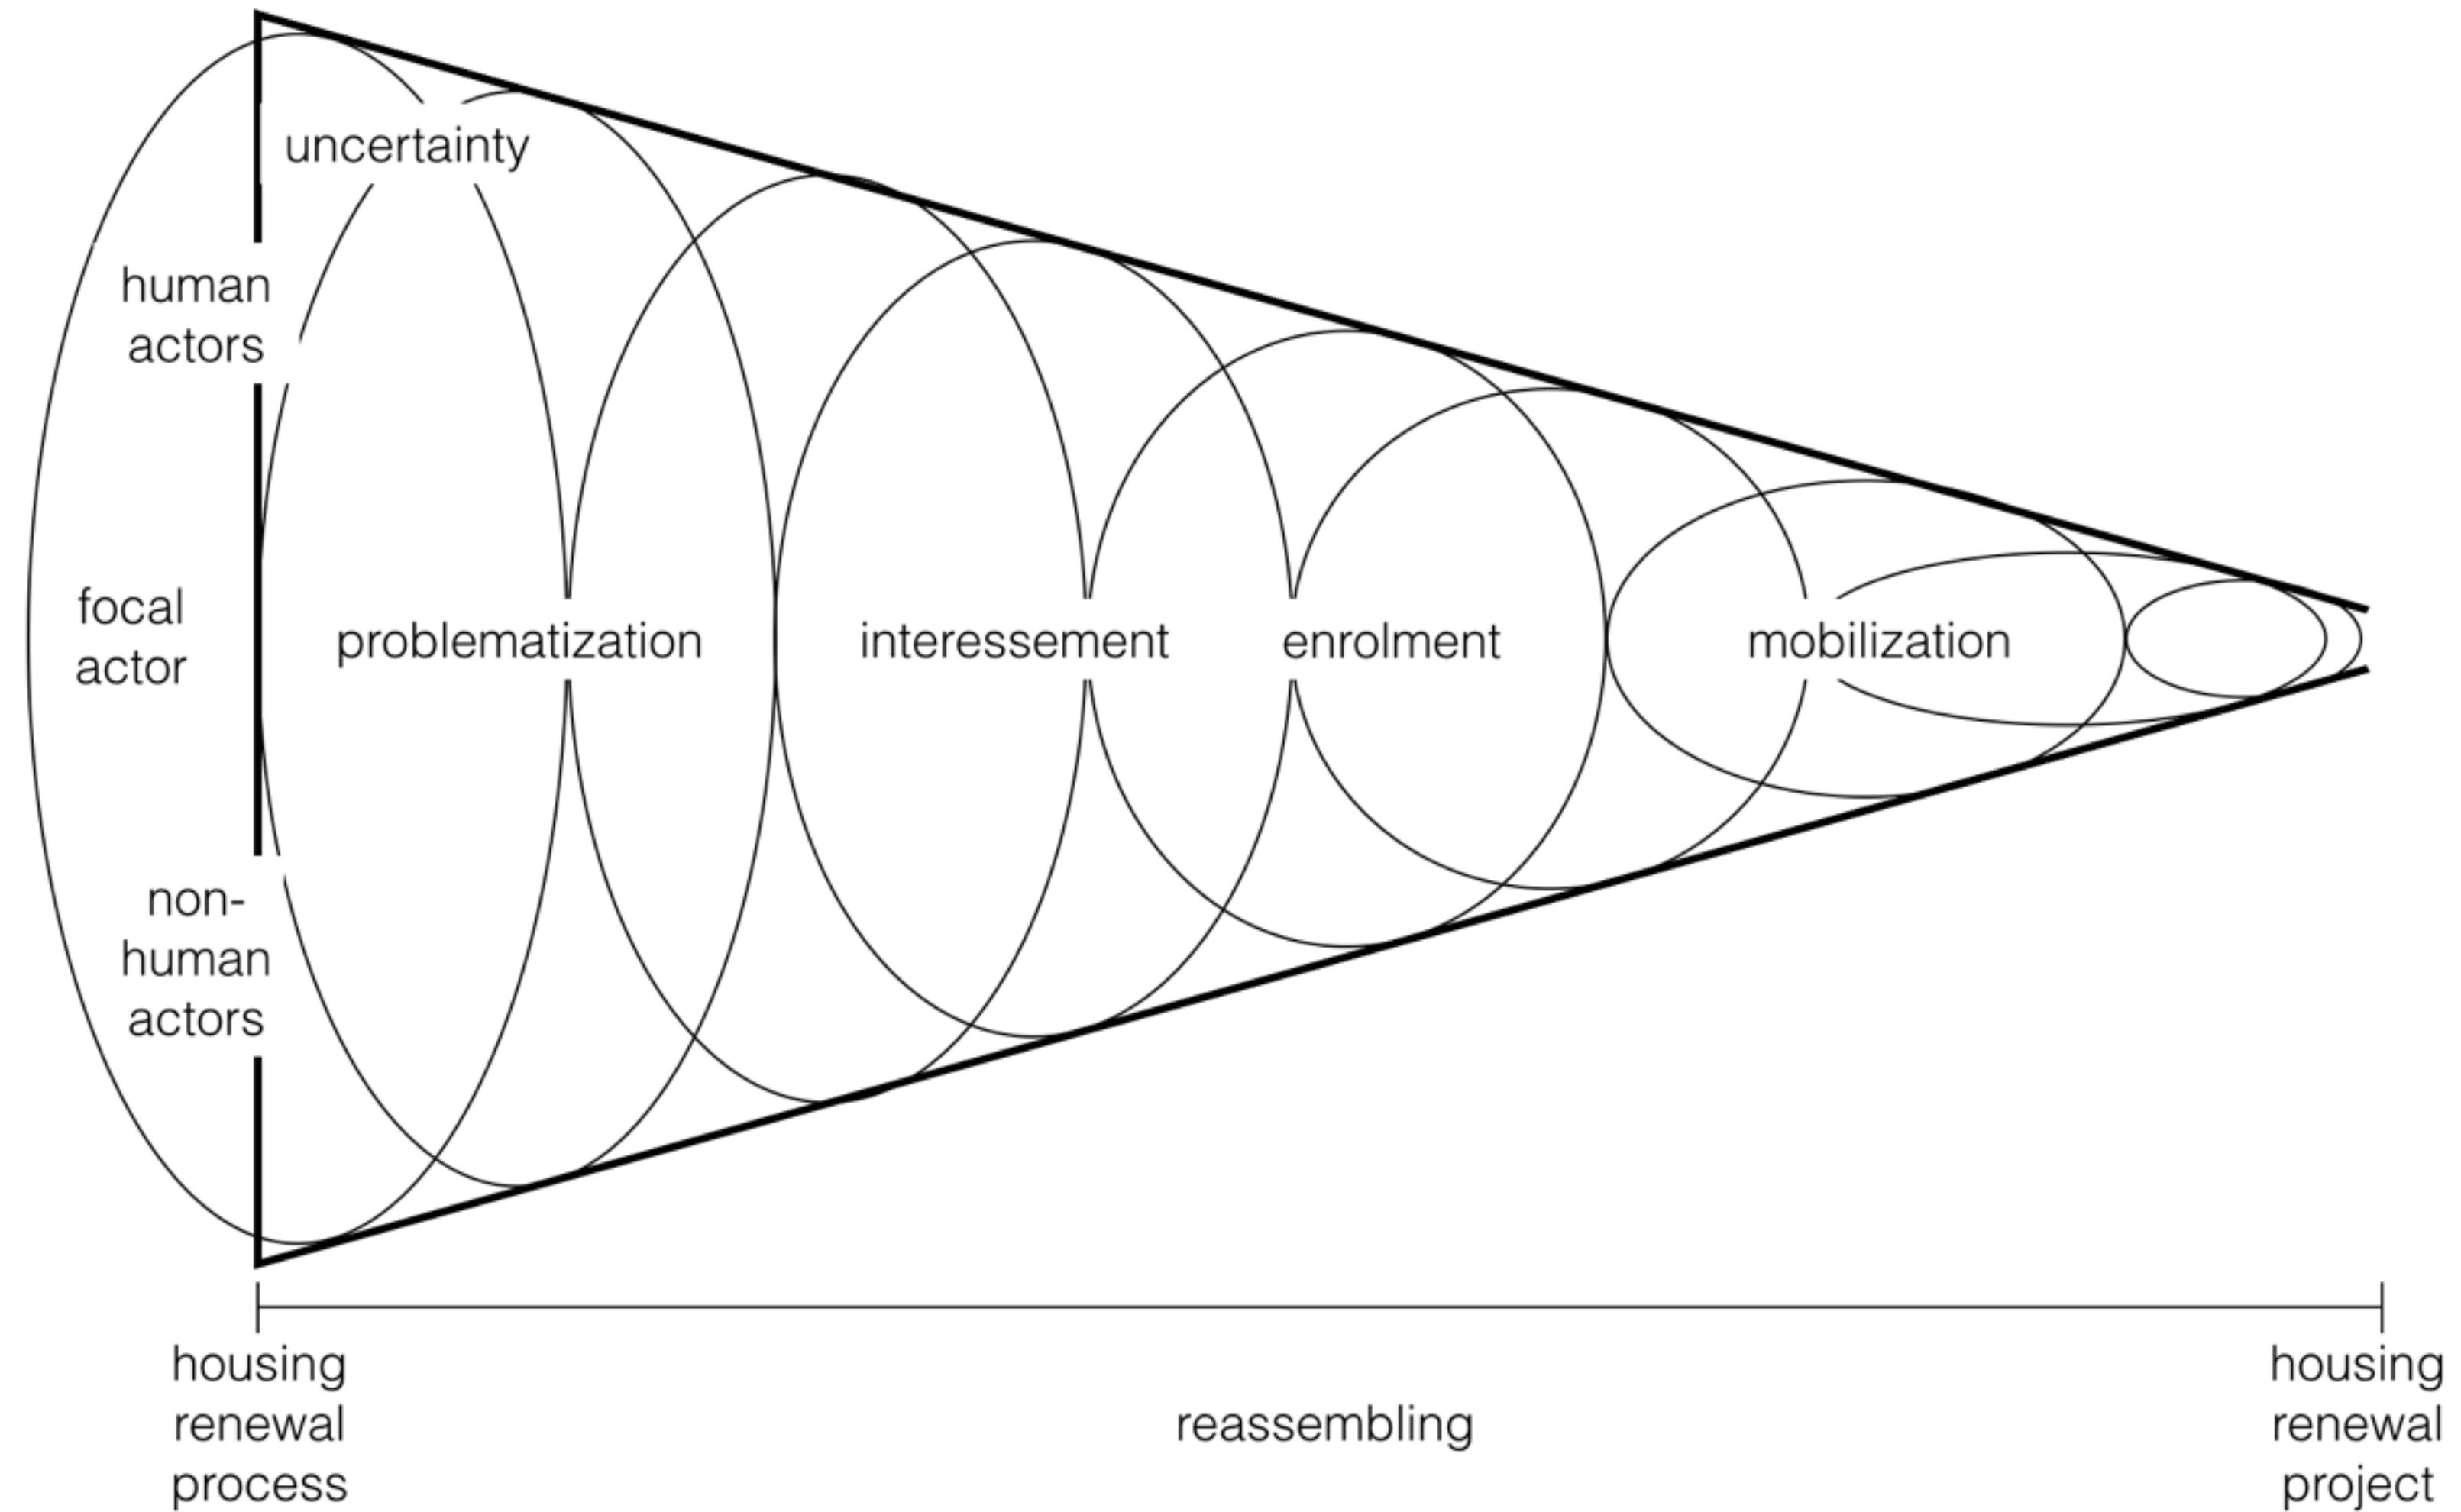 uncertainty
human
actors
focal
actor
problematization
interessement
enrolment
mobilization
non-
human
actors
housing
renewal
process
reassembling
housing
renewal
project